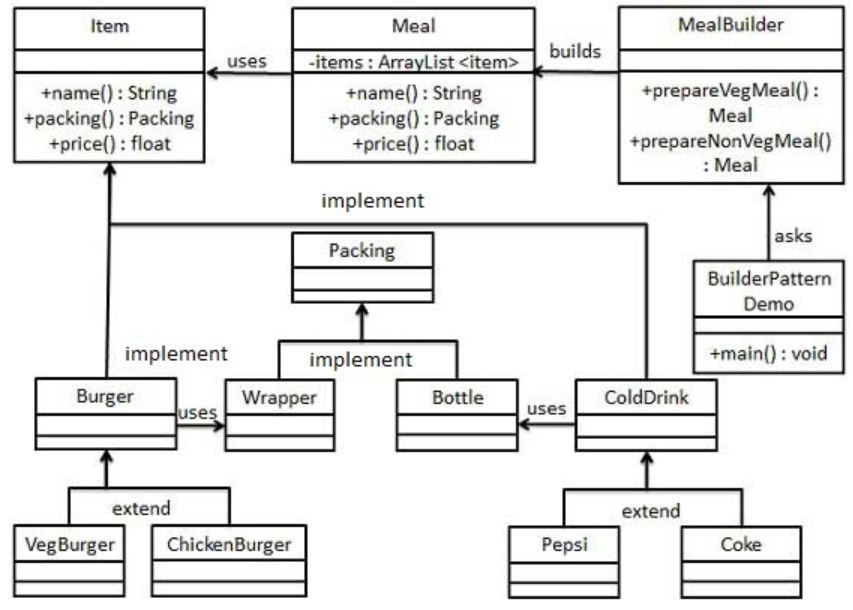 Item
+name() : String
+packing() : Packing
+price() : float
uses
Meal
-items : ArrayList <item>
+name() : String
+packing() : Packing
+price() : float
builds
MealBuilder
+prepareVegMeal() :
Meal
+prepareNonVegMeal()
: Meal
implement
asks
Packing
BuilderPattern
Demo
+main() : void
implement
implement
Burger
uses
Wrapper
Bottle
uses
ColdDrink
extend
extend
VegBurger
ChickenBurger
Pepsi
Coke